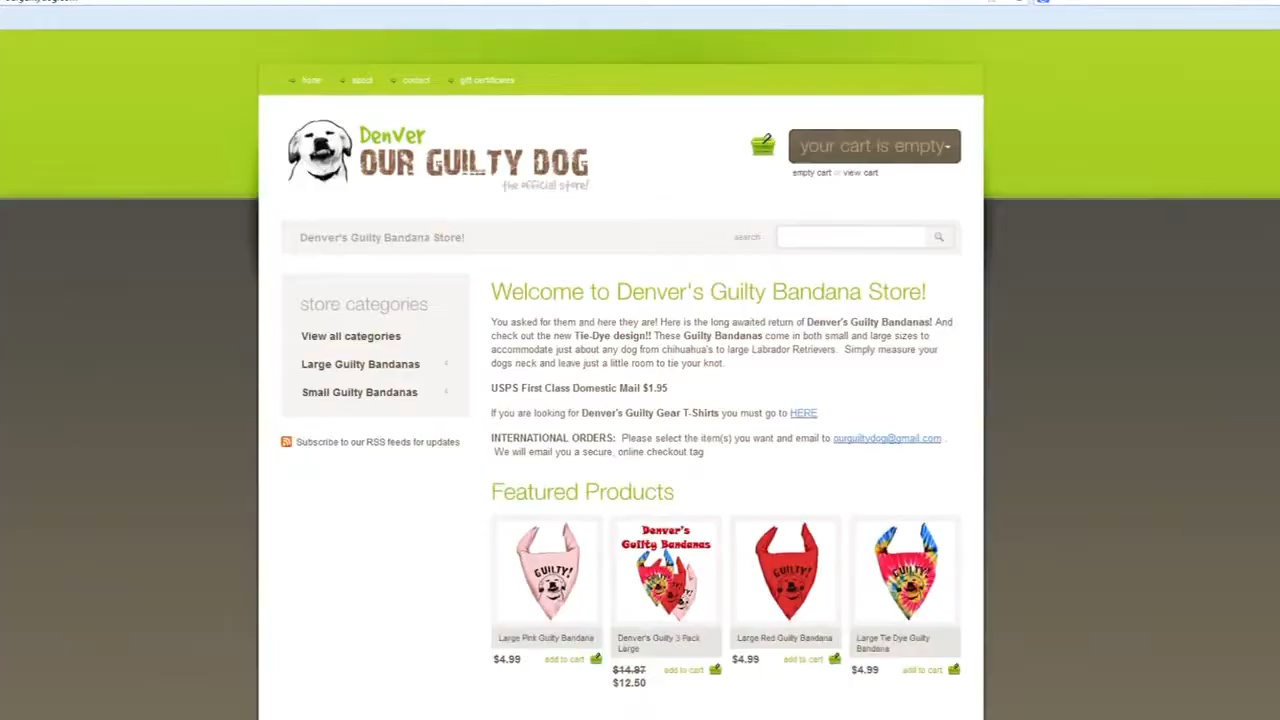 home about contact gift certificates
Denver
OUR GUILTY DOG
the official store!
your cart is empty
empty cart or view cart
Denver's Guilty Bandana Store!
search
store categories
View all categories
Large Guilty Bandanas
Small Guilty Bandanas
Subscribe to our RSS feeds for updates
Welcome to Denver's Guilty Bandana Store!
You asked for them and here they are! Here is the long awaited return of Denver's Guilty Bandanas! And
check out the new Tie-Dye design!! These Guilty Bandanas come in both small and large sizes to
accommodate just about any dog from chihuahua's to large Labrador Retrievers. Simply measure your
dogs neck and leave just a little room to tie your knot.
USPS First Class Domestic Mail $1.95
If you are looking for Denver's Guilty Gear T-Shirts you must go to HERE
INTERNATIONAL ORDERS: Please select the item(s) you want and email to ourguiltydog@gmail.com .
We will email you a secure, online checkout tag
Featured Products
GUILTY!
Denver's
Guilty Bandanas
GUILTY!
GUILTY!
Large Pink Guilty Bandana
$4.99 add to cart
Denver's Guilty 3 Pack
Large
$14.97 add to cart
$12.50
Large Red Guilty Bandana
$4.99 add to cart
Large Tie Dye Guilty
Bandana
$4.99 add to cart